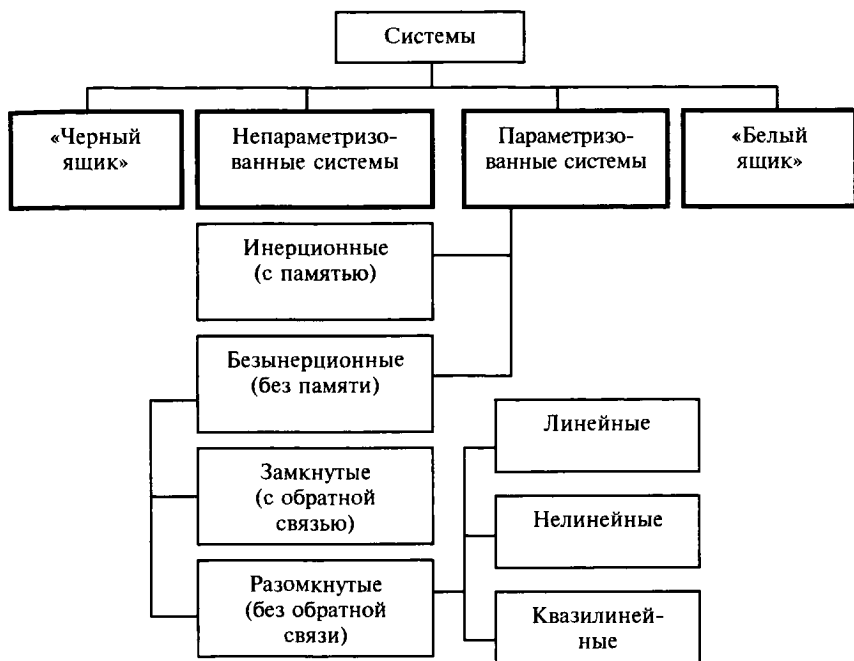 Системы
«Черный
ящик»
Непараметризо-
ванные системы
Параметризо-
ванные системы
«Белый
ящик»
Инерционные
(с памятью)
Безынерционные
(без памяти)
Замкнутые
(с обратной
связью)
Разомкнутые
(без обратной
связи)
Линейные
Нелинейные
Квазилиней-
ные